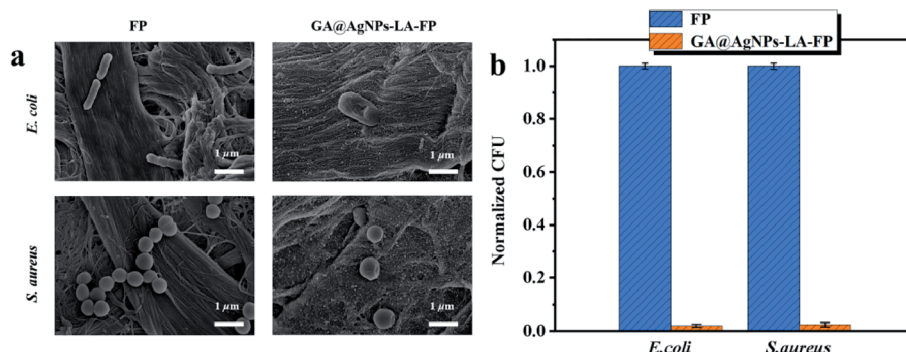 FP
GA@AgNPs-LA-FP
a
E. coli
1 μm
1 μm
S. aureus
1 μm
1 μm
FP
GA@AgNPs-LA-FP
b
Normalized CFU
1.0
0.8
0.6
0.4
0.2
0.0
E.coli
S.aureus